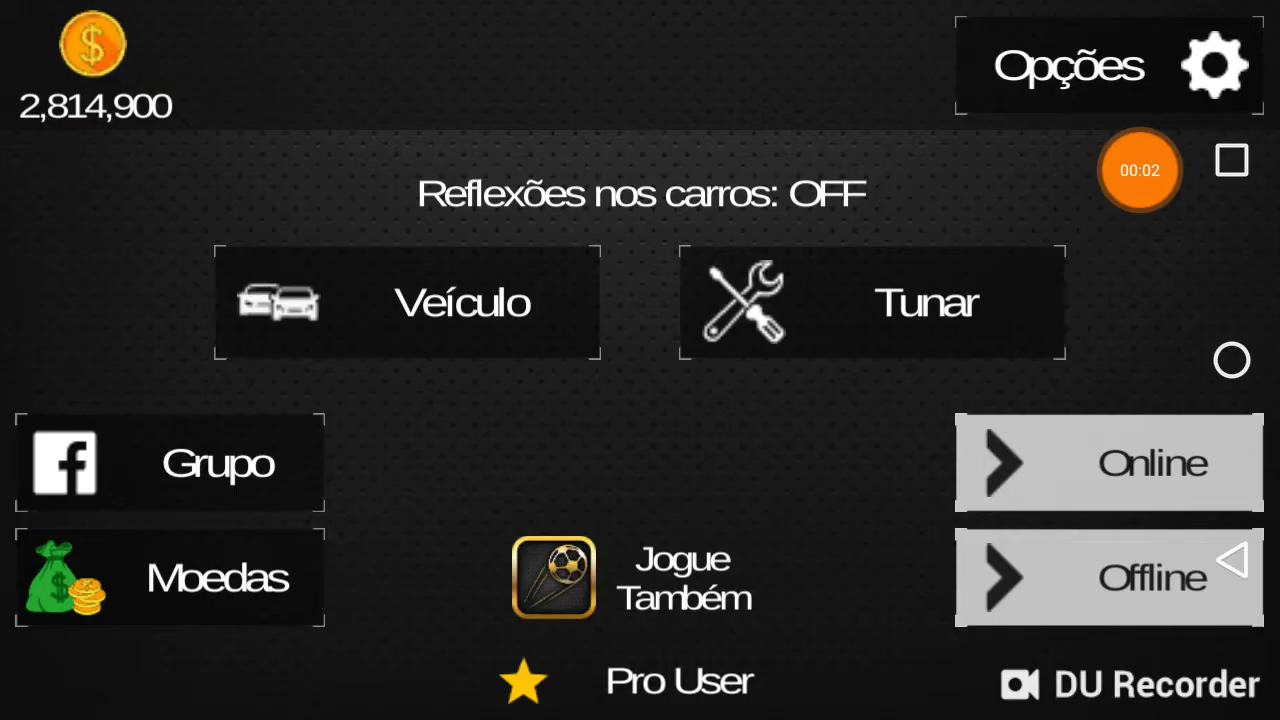 2,814,900
Opções
00:02
Reflexões nos carros: OFF
Veículo
Tunar
Grupo
Online
Moedas
Jogue
Também
Offline
Pro User
DU Recorder